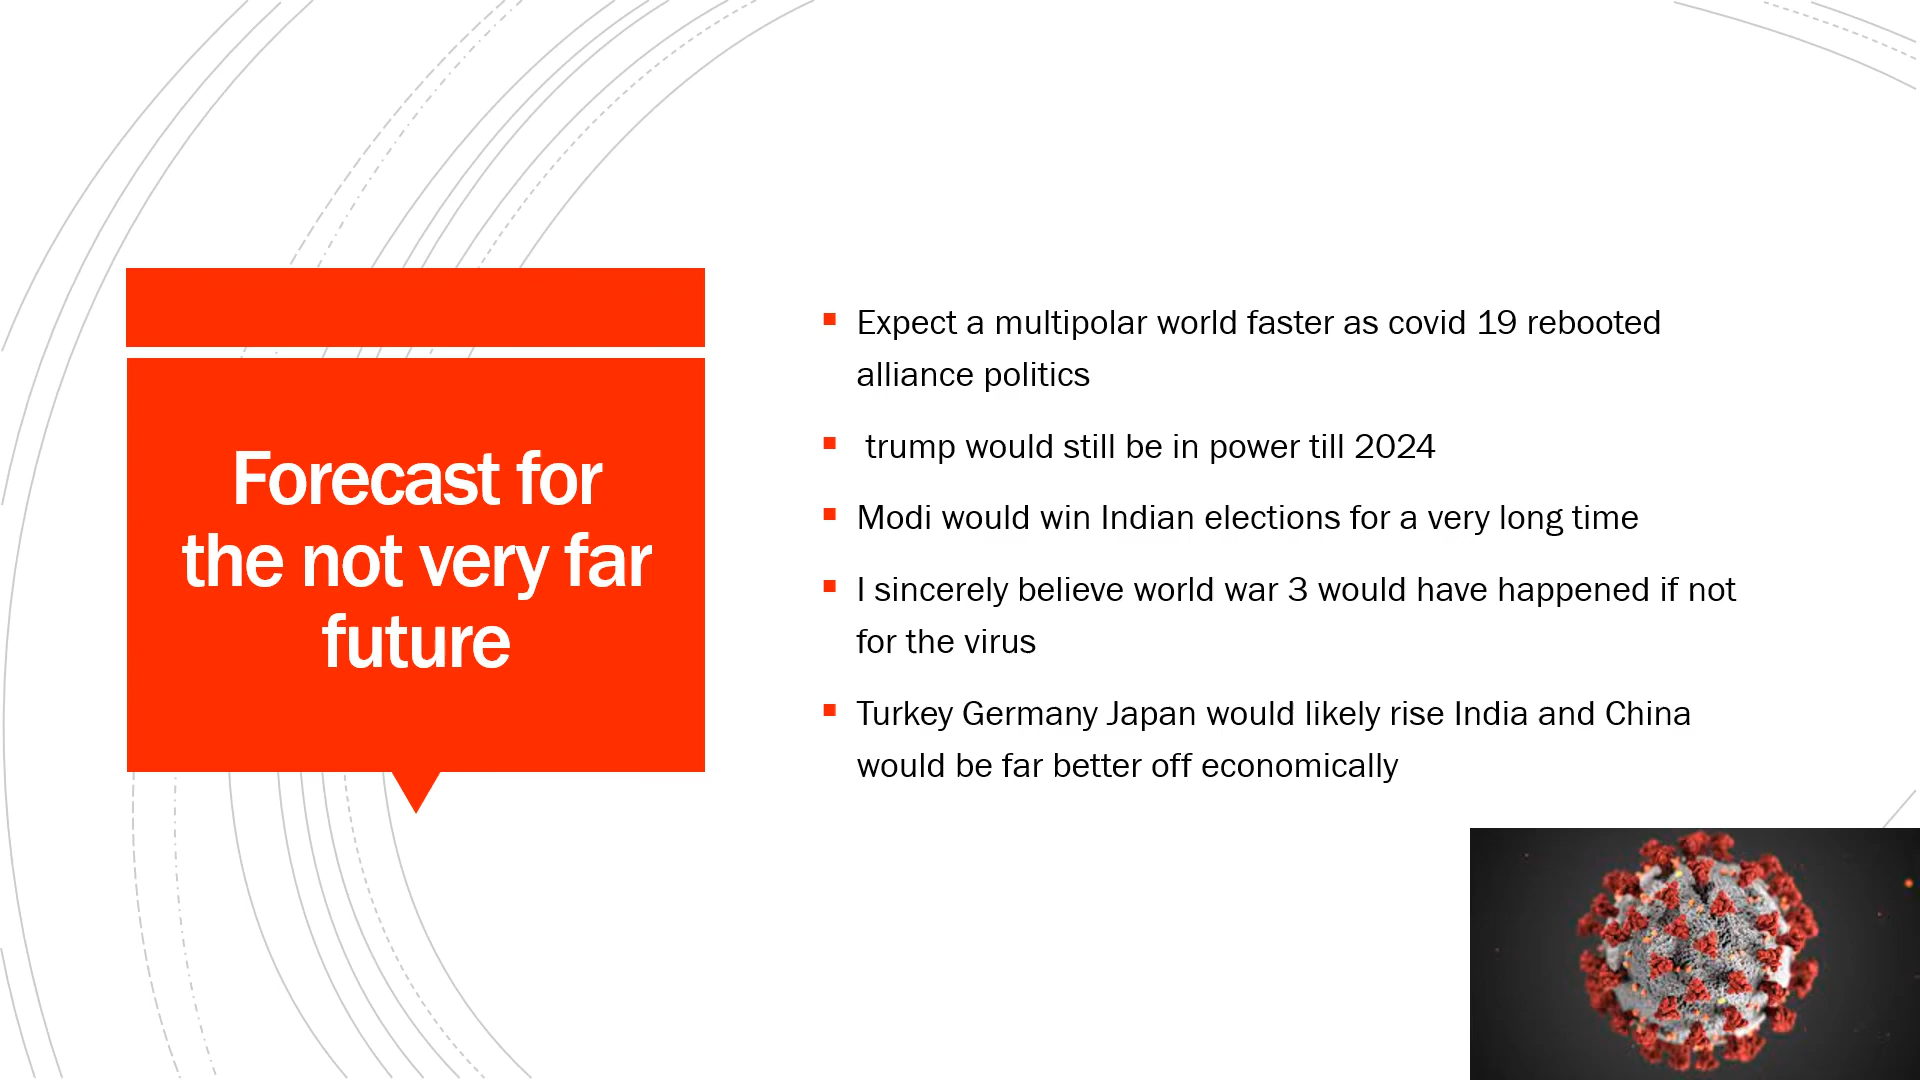 Forecast for
the not very far
future
Expect a multipolar world faster as covid 19 rebooted
alliance politics
trump would still be in power till 2024
Modi would win Indian elections for a very long time
I sincerely believe world war 3 would have happened if not
for the virus
Turkey Germany Japan would likely rise India and China
would be far better off economically